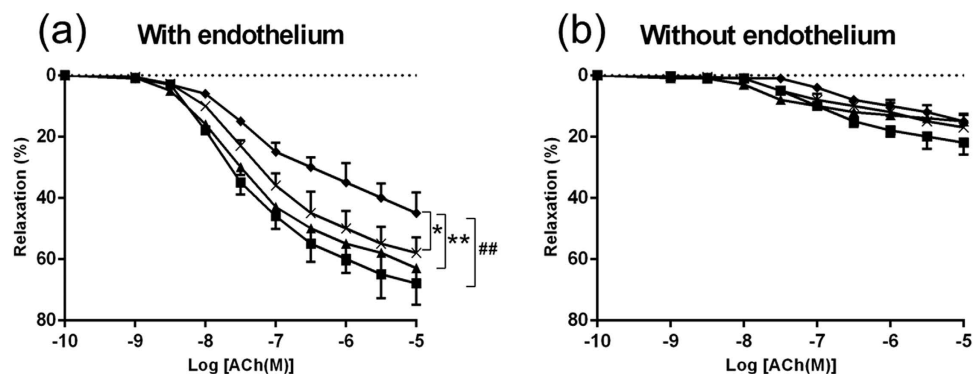 (a) With endothelium
0
20
40
60
80
Relaxation (%)
-10 -9 -8 -7 -6 -5
Log [ACh(M)]
* ** ##
(b) Without endothelium
0
20
40
60
80
Relaxation (%)
-10 -9 -8 -7 -6 -5
Log [ACh(M)]